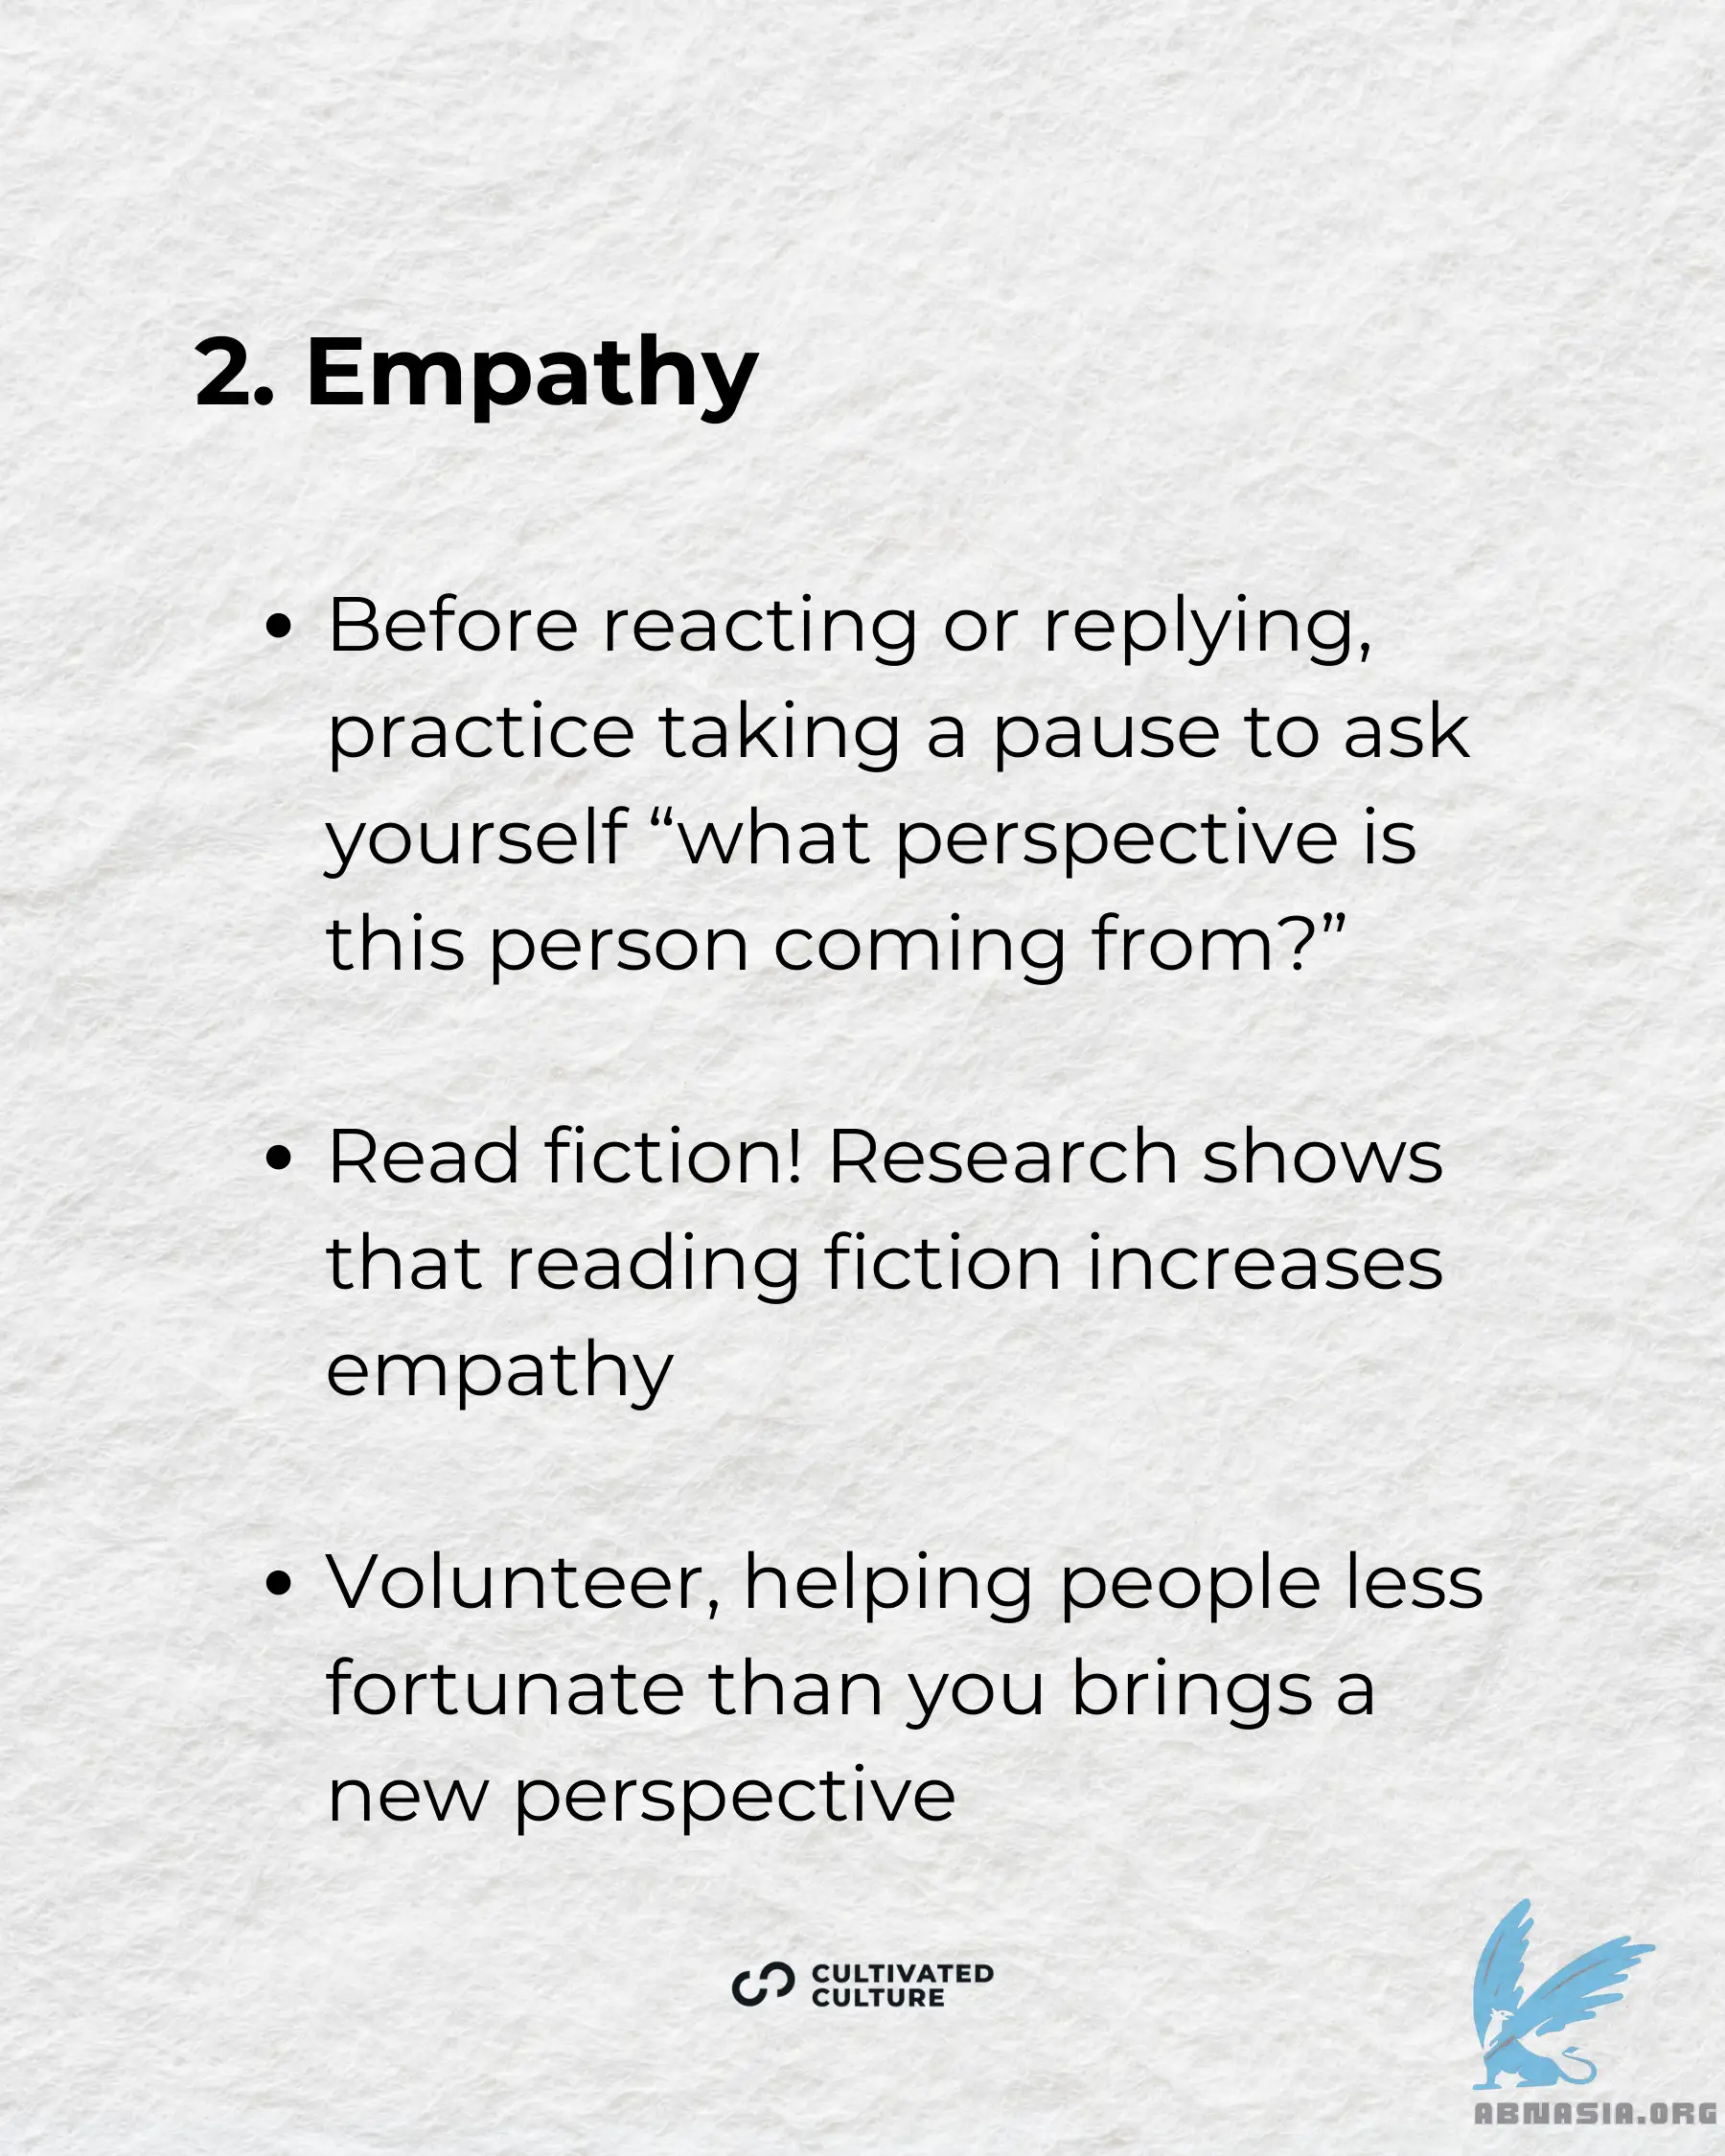 2. Empathy
• Before reacting or replying,
practice taking a pause to ask
yourself “what perspective is
this person coming from?”
• Read fiction! Research shows
that reading fiction increases
empathy
• Volunteer, helping people less
fortunate than you brings a
new perspective
CULTIVATED
CULTURE
ABNASIA.ORG